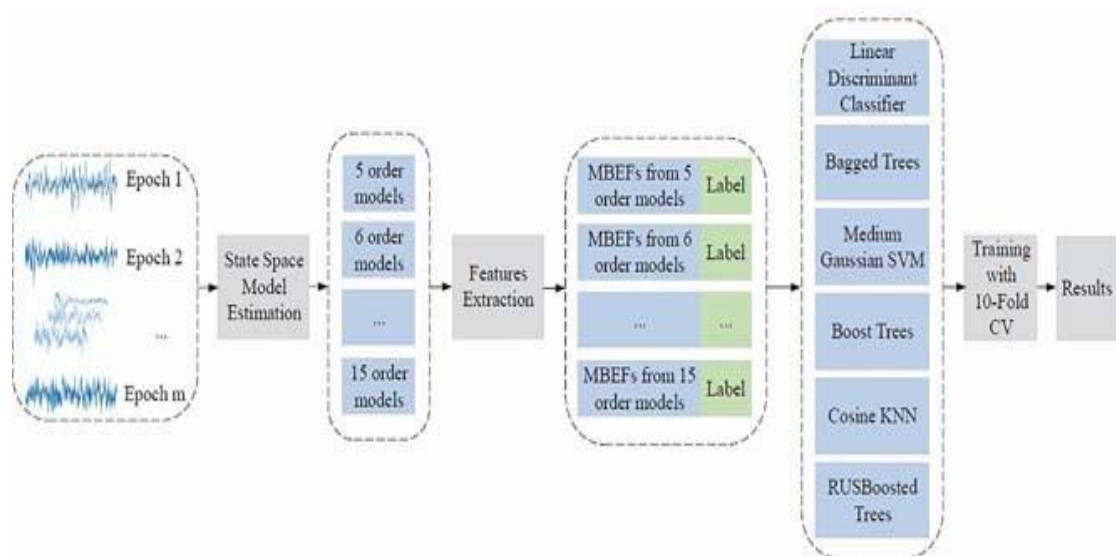 Epoch 1
Epoch 2
...
Epoch m
State Space
Model
Estimation
5 order
models
6 order
models
...
15 order
models
Features
Extraction
MBEFs from 5
order models
Label
MBEFs from 6
order models
Label
...
...
MBEFs from 15
order models
Label
Linear
Discriminant
Classifier
Bagged Trees
Medium
Gaussian SVM
Boost Trees
Cosine KNN
RUSBoosted
Trees
Training
with
10-Fold
CV
Results